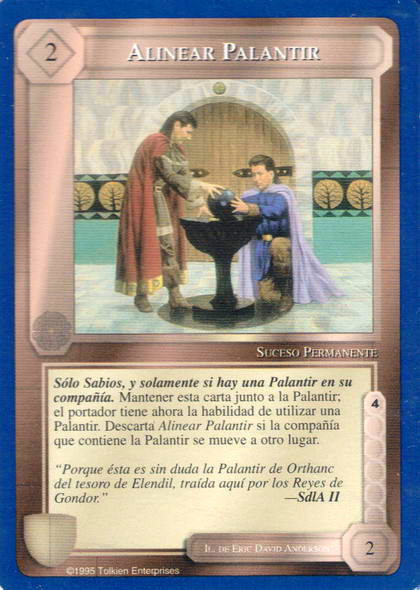 2
ALINEAR PALANTIR
SUCESO PERMANENTE
Sólo Sabios, y solamente si hay una Palantir en su
compañía. Mantener esta carta junto a la Palantir;
el portador tiene ahora la habilidad de utilizar una
Palantir. Descarta Alinear Palantir si la compañía
que contiene la Palantir se mueve a otro lugar.
4
“Porque ésta es sin duda la Palantir de Orthanc
del tesoro de Elendil, traída aquí por los Reyes de
Gondor.” —SdlA II
IL. DE ERIC DAVID ANDERSON
2
©1995 Tolkien Enterprises